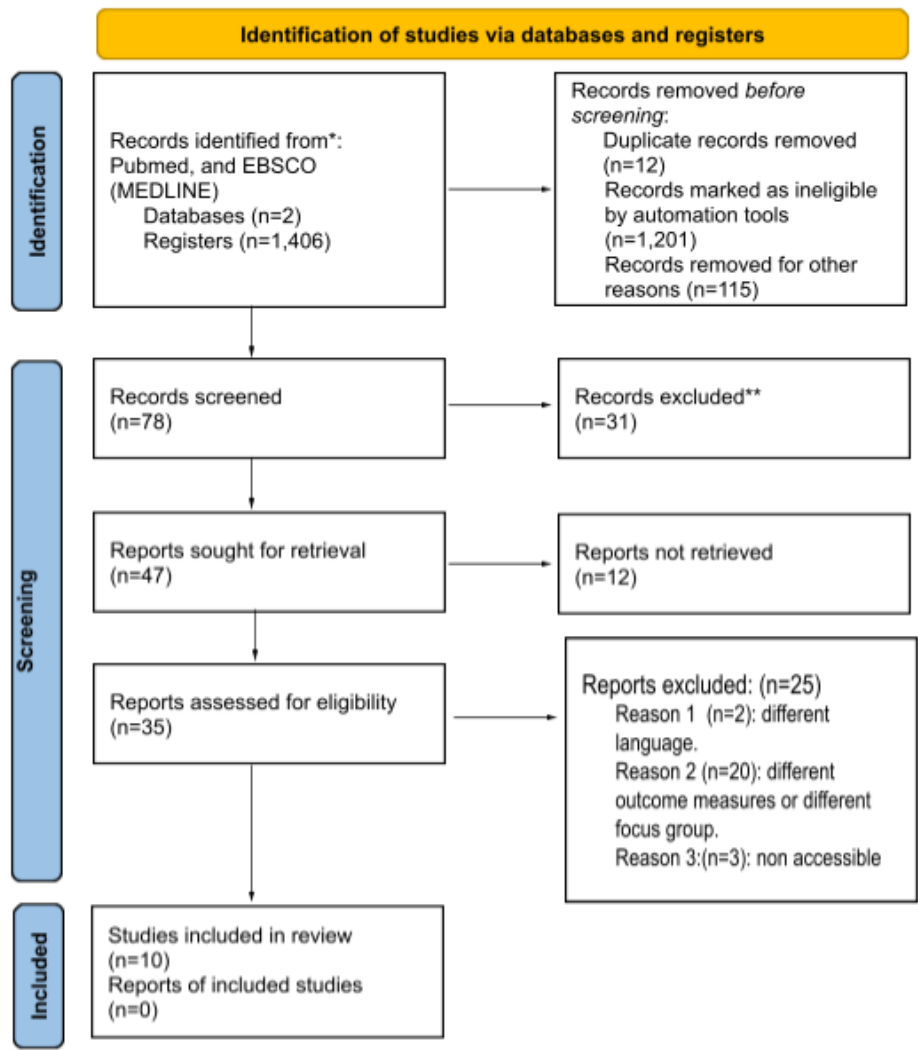 Identification of studies via databases and registers
Identification
Records identified from*:
Pubmed, and EBSCO
(MEDLINE)
Databases (n=2)
Registers (n=1,406)
Records removed before
screening:
Duplicate records removed
(n=12)
Records marked as ineligible
by automation tools
(n=1,201)
Records removed for other
reasons (n=115)
Screening
Records screened
(n=78)
Records excluded**
(n=31)
Reports sought for retrieval
(n=47)
Reports not retrieved
(n=12)
Reports assessed for eligibility
(n=35)
Reports excluded: (n=25)
Reason 1 (n=2): different
language.
Reason 2 (n=20): different
outcome measures or different
focus group.
Reason 3:(n=3): non accessible
Included
Studies included in review
(n=10)
Reports of included studies
(n=0)